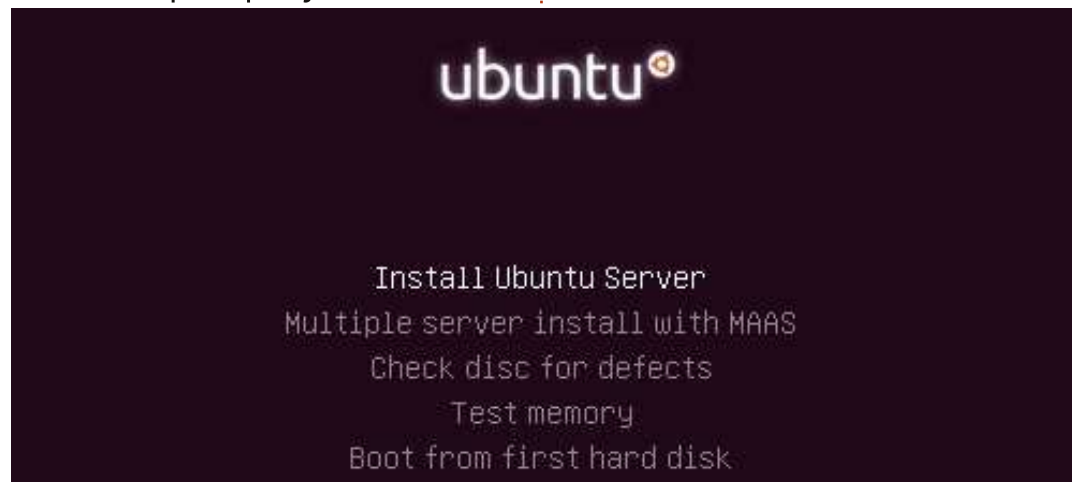 ubuntu
Install Ubuntu Server
Multiple server install with MAAS
Check disc for defects
Test memory
Boot from first hard disk